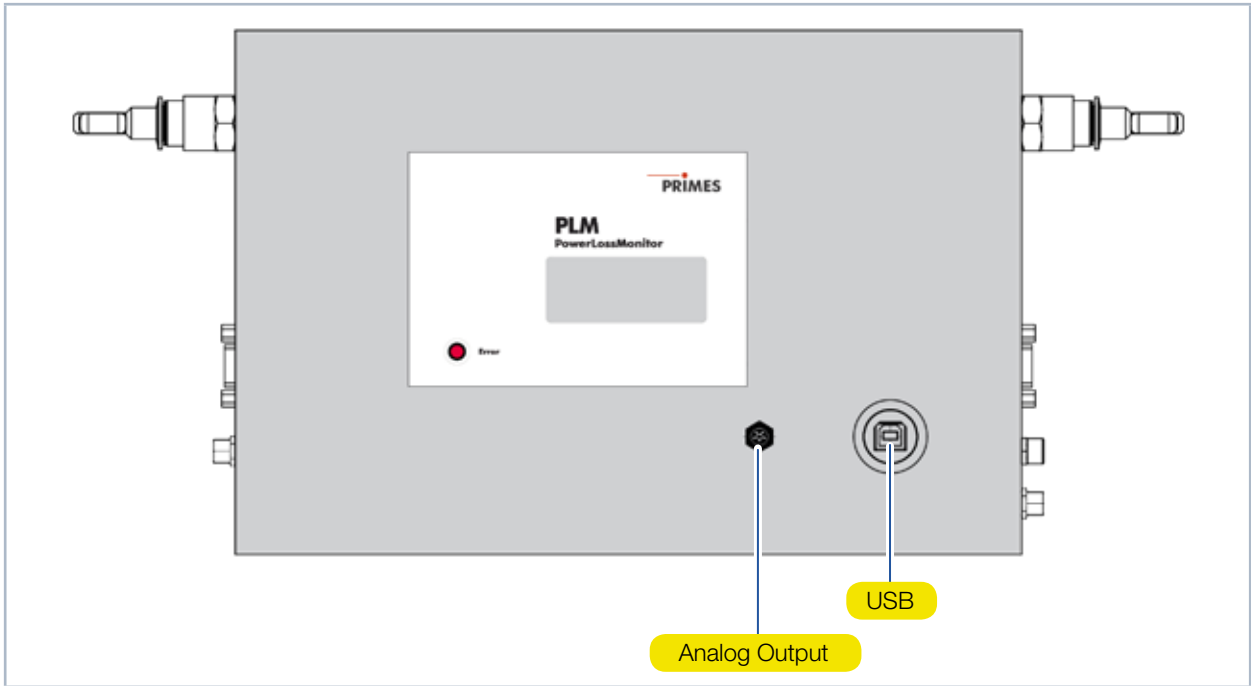 PRIMES
PLM
PowerLossMonitor
Error
USB
Analog Output